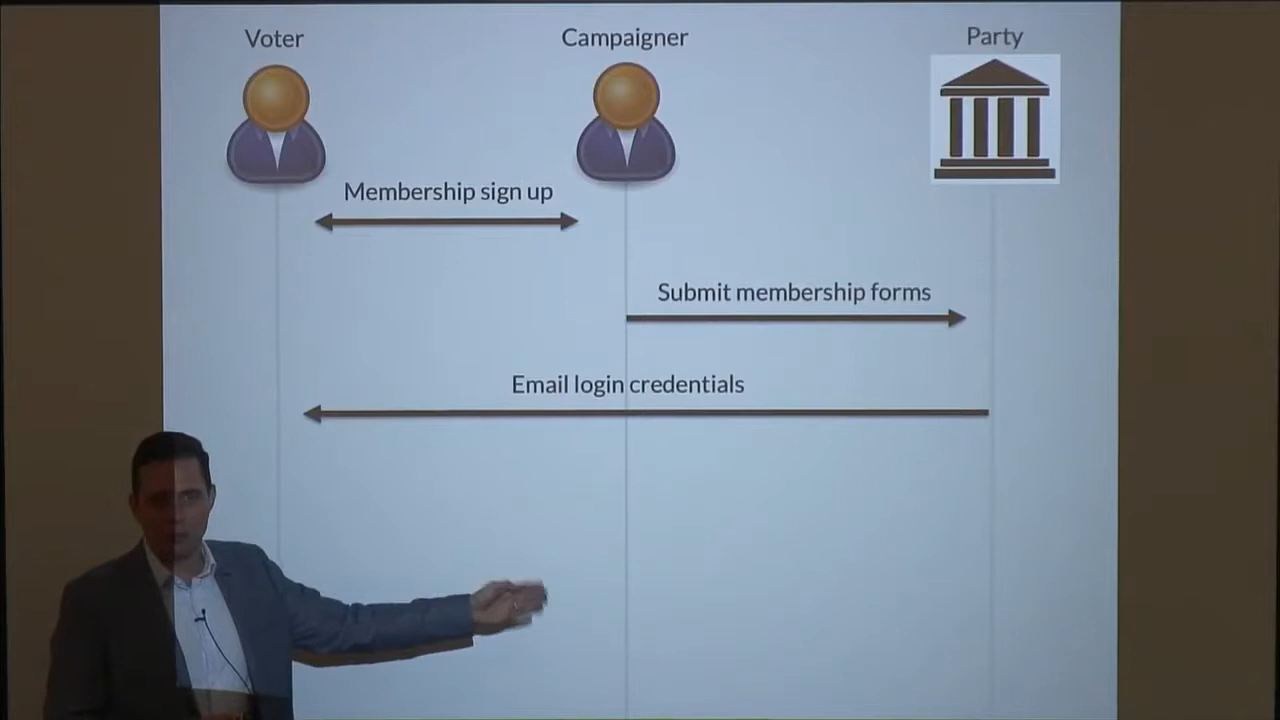 Voter
Campaigner
Party
Membership sign up
Submit membership forms
Email login credentials